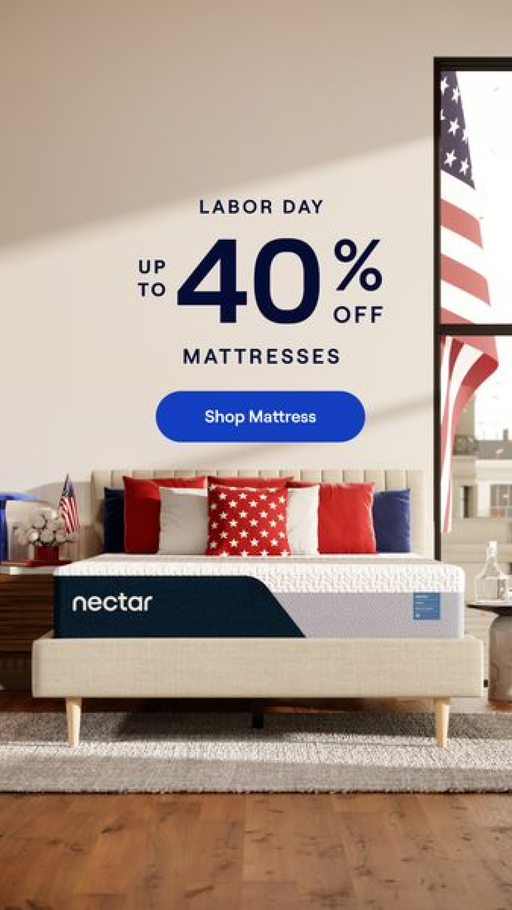 LABOR DAY
UP TO 40% OFF
MATTRESSES
Shop Mattress
nectar